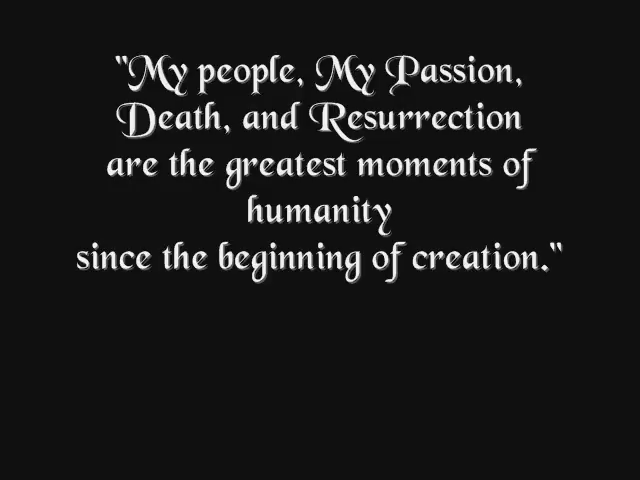 "My people, My Passion,
Death, and Resurrection
are the greatest moments of
humanity
since the beginning of creation."